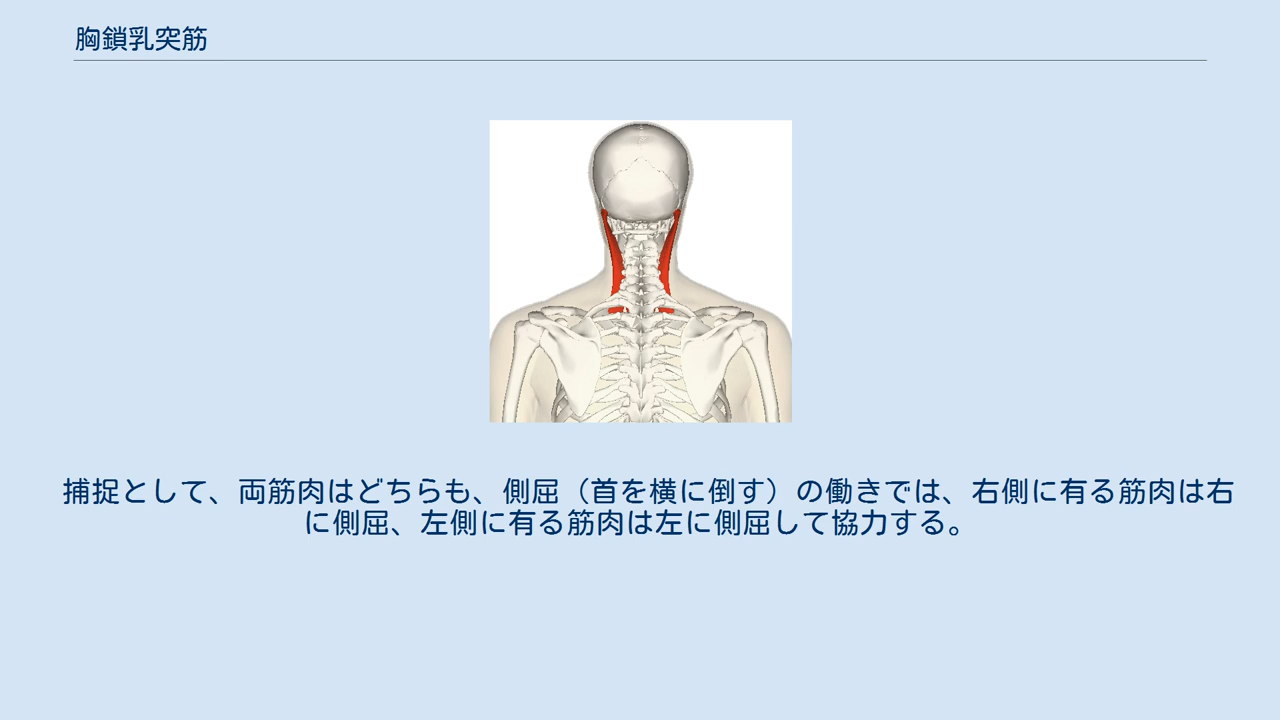 胸鎖乳突筋
捕捉として、両筋肉はどちらも、側屈（首を横に倒す）の働きでは、右側に有る筋肉は右
に側屈、左側に有る筋肉は左に側屈して協力する。